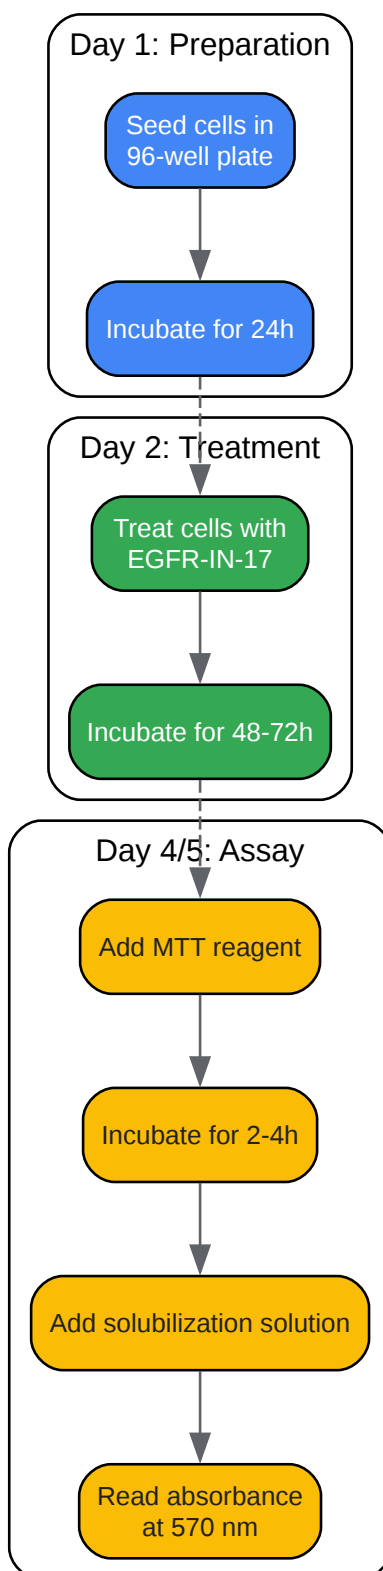 Day 1: Preparation
Seed cells in
96-well plate
Incubate for 24h
Day 2: Treatment
Treat cells with
EGFR-IN-17
Incubate for 48-72h
Day 4/5: Assay
Add MTT reagent
Incubate for 2-4h
Add solubilization solution
Read absorbance
at 570 nm